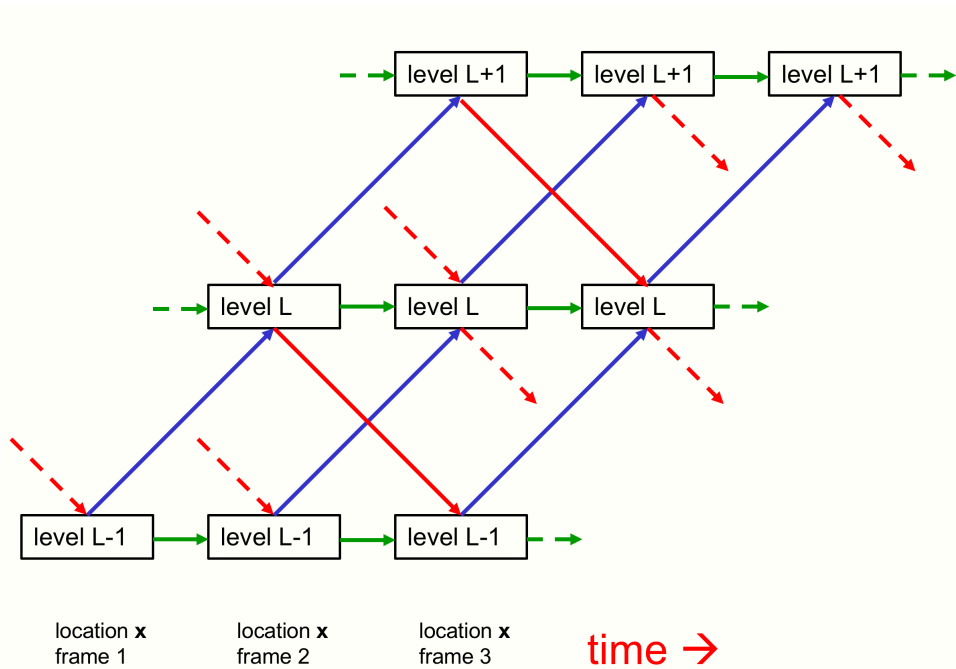 level L+1 level L+1 level L+1
level L level L level L
level L-1 level L-1 level L-1
location x location x location x
frame 1 frame 2 frame 3
time →